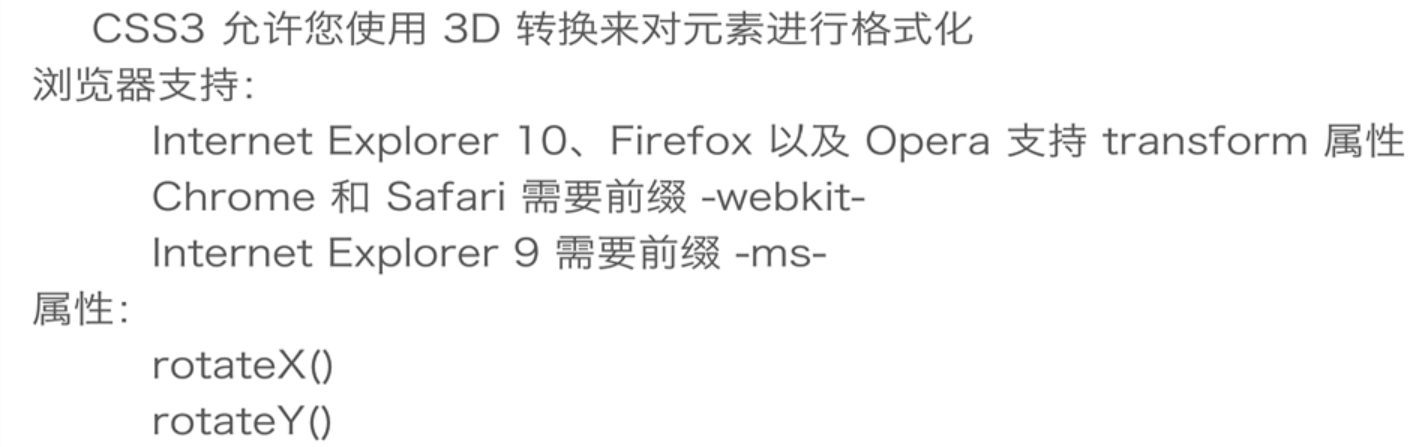 CSS3 允许您使用 3D 转换来对元素进行格式化
浏览器支持：
Internet Explorer 10、Firefox 以及 Opera 支持 transform 属性
Chrome 和 Safari 需要前缀 -webkit-
Internet Explorer 9 需要前缀 -ms-
属性：
rotateX()
rotateY()